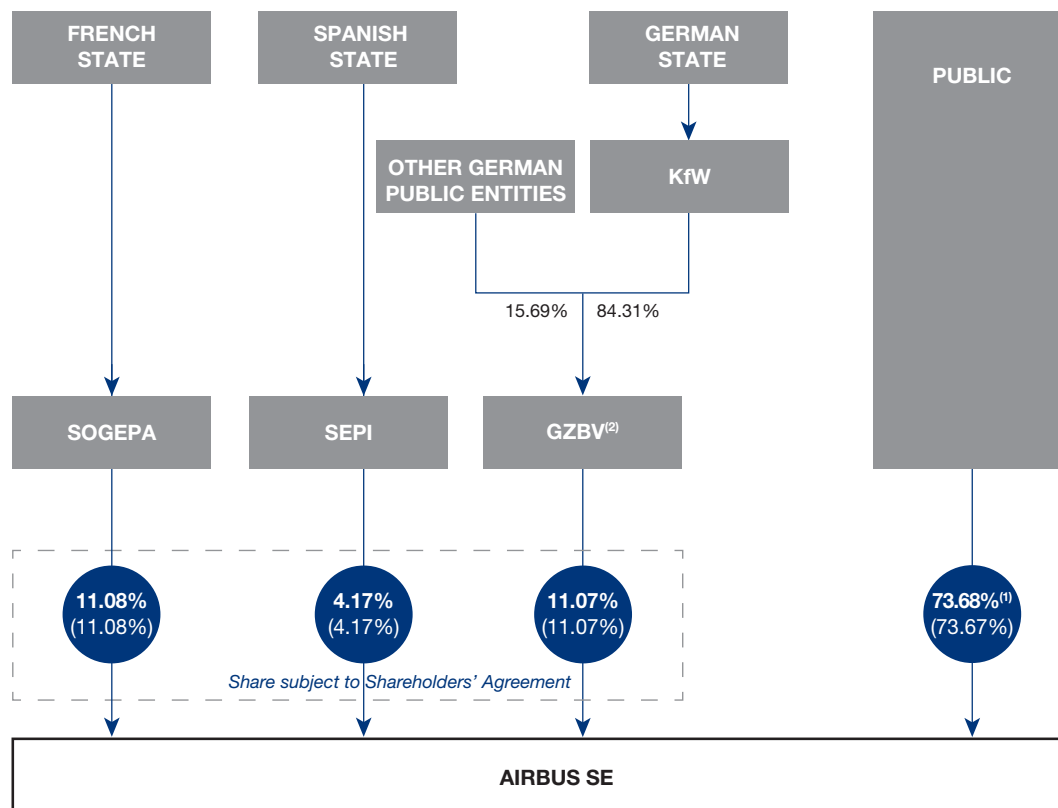 FRENCH
STATE
SPANISH
STATE
GERMAN
STATE
PUBLIC
OTHER GERMAN
PUBLIC ENTITIES
KfW
15.69%
84.31%
SOGEPA
SEPI
GZBV(2)
11.08%
(11.08%)
4.17%
(4.17%)
11.07%
(11.07%)
73.68%(1)
(73.67%)
Share subject to Shareholders’ Agreement
AIRBUS SE